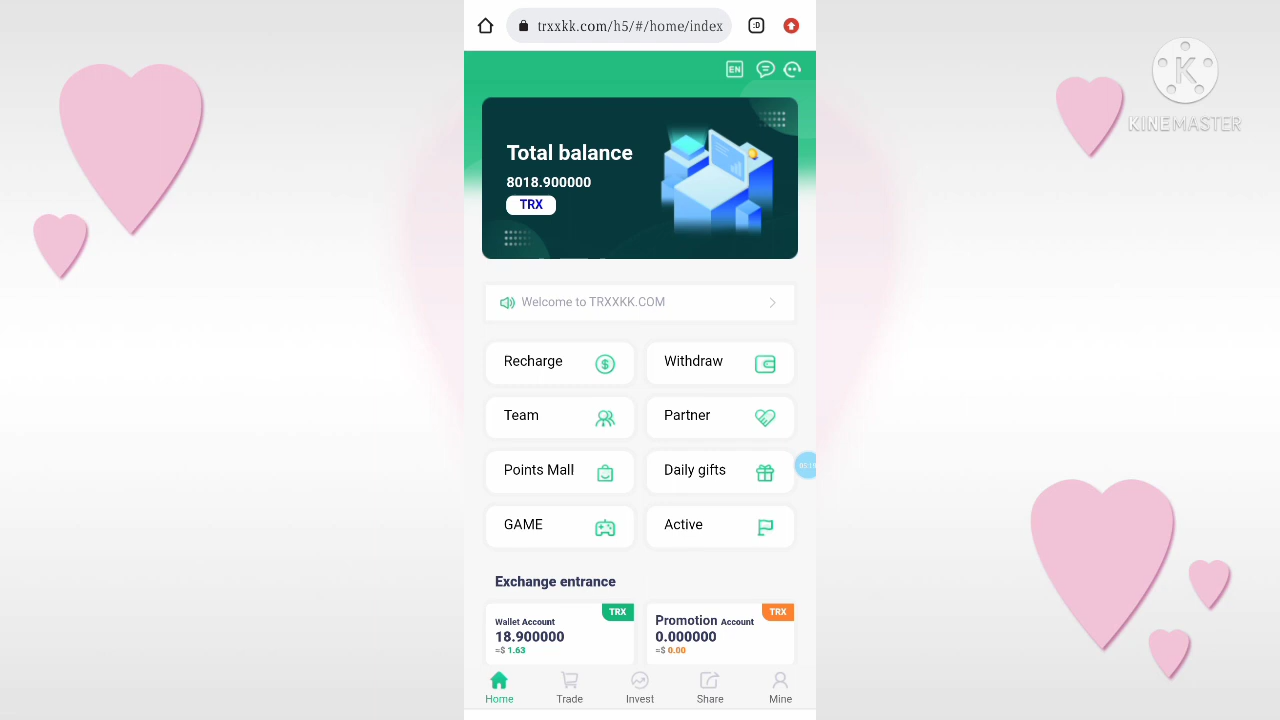 trxxkk.com/h5/#/home/index
:D
EN
Total balance
8018.900000
TRX
Welcome to TRXXKK.COM
Recharge
Withdraw
Team
Partner
Points Mall
Daily gifts
GAME
Active
Exchange entrance
TRX
Wallet Account
18.900000
≈$ 1.63
TRX
Promotion Account
0.000000
≈$ 0.00
Home
Trade
Invest
Share
Mine
K
KINEMASTER